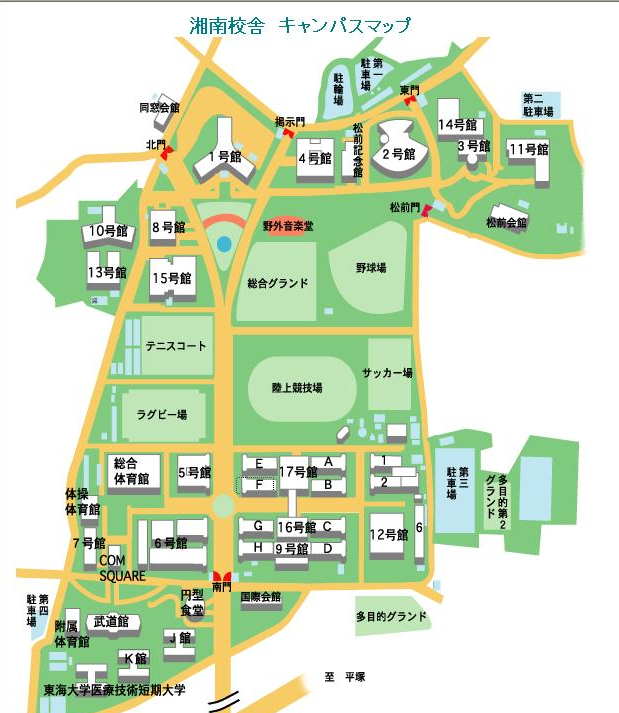 湘南校舎　キャンパスマップ
同窓会館
北門
1号館
掲示門
駐輪場
第一
駐車場
東門
松前記念館
4号館
2号館
14号館
3号館
第二
駐車場
11号館
松前門
松前会館
10号館
8号館
野外音楽堂
13号館
15号館
総合グランド
野球場
テニスコート
陸上競技場
サッカー場
ラグビー場
総合
体育館
5号館
E
F
17号館
A
B
1
2
第三
駐車場
多目的第2
グランド
体操
体育館
7号館
6号館
G
H
16号館
9号館
C
D
12号館
6
COM
SQUARE
南門
円型
食堂
国際会館
多目的グランド
第四
駐車場
附属
体育館
武道館
J館
K館
東海大学医療技術短期大学
至　平塚